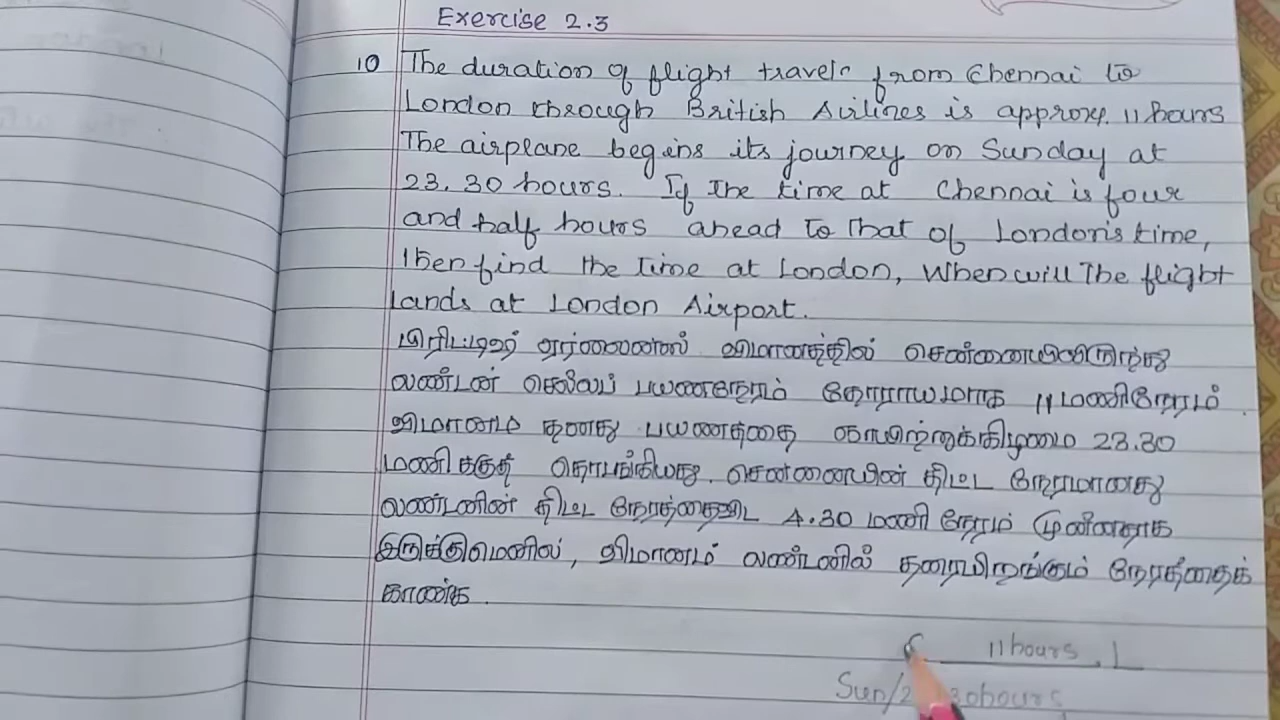 Exercise 2.3
10 The duration of flight travel from Chennai to
London through British Airlines is approx. 11 hours
The airplane begins its journey on Sunday at
23.30 hours. If The time at Chennai is four
and half hours ahead to that of London's time,
then find the time at London, When will The flight
Lands at London Airport.
பிரிட்டிஷ் ஏர்லைன்ஸ் விமானத்தில் சென்னையிலிருந்து
லண்டன் செல்லப் பயணநேரம் தோராயமாக 11 மணிநேரம்.
விமானம் தனது பயணத்தை ஞாயிற்றுக்கிழமை 23.30
மணிக்குத் தொடங்கியது. சென்னையின் திட்ட நேரமானது
லண்டனின் திட்ட நேரத்தைவிட 4.30 மணி நேரம் முன்னதாக
இருக்குமெனில், விமானம் லண்டனில் தரையிறங்கும் நேரத்தைக்
காண்க.
11 hours. L
Sun/2 30hours